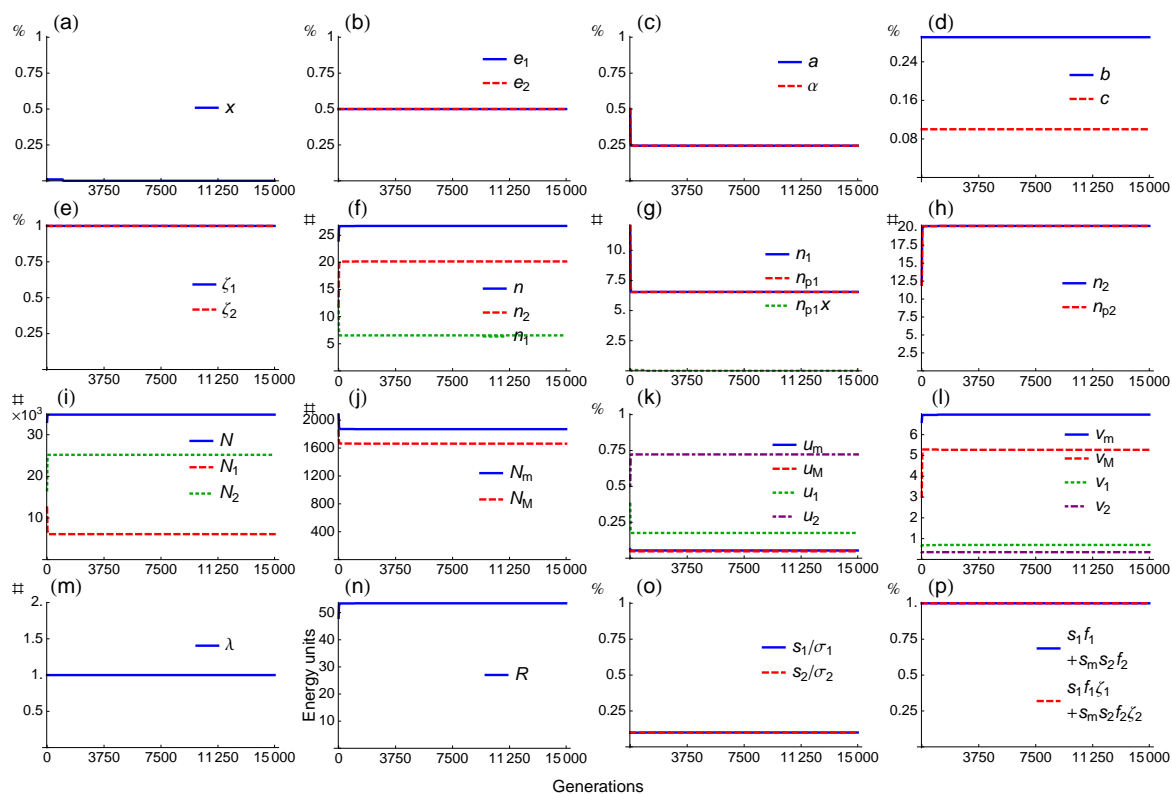 % (a)
1
0.75
0.5
0.25
x
0 3750 7500 11 250 15 000
% (b)
1
0.75
0.5
0.25
e1
e2
0 3750 7500 11 250 15 000
% (c)
1
0.75
0.5
0.25
a
α
0 3750 7500 11 250 15 000
% (d)
0.28
0.18
0.08
b
c
0 3750 7500 11 250 15 000
% (e)
1
0.75
0.5
0.25
ζ1
ζ2
0 3750 7500 11 250 15 000
# (f)
25
20
15
10
5
n
n2
n1
0 3750 7500 11 250 15 000
# (g)
10.
7.5
5.
2.5
n1
np1
np1x
0 3750 7500 11 250 15 000
# (h)
20.
17.5
15.
12.5
10.
7.5
5.
2.5
n2
np2
0 3750 7500 11 250 15 000
# (i)
×10³
30
20
10
N
N1
N2
0 3750 7500 11 250 15 000
# (j)
2000
1600
1200
800
400
Nm
NM
0 3750 7500 11 250 15 000
% (k)
1
0.75
0.5
0.25
um
uM
u1
u2
0 3750 7500 11 250 15 000
(l)
6
5
4
3
2
1
vm
vM
v1
v2
0 3750 7500 11 250 15 000
# (m)
2.
1.5
1.
0.5
λ
0 3750 7500 11 250 15 000
(n)
Energy units
50
40
30
20
10
R
0 3750 7500 11 250 15 000
% (o)
1
0.75
0.5
0.25
s1/σ1
s2/σ2
0 3750 7500 11 250 15 000
% (p)
1
0.75
0.5
0.25
s1f1
+sms2f2
s1f1ζ1
+sms2f2ζ2
0 3750 7500 11 250 15 000
Generations